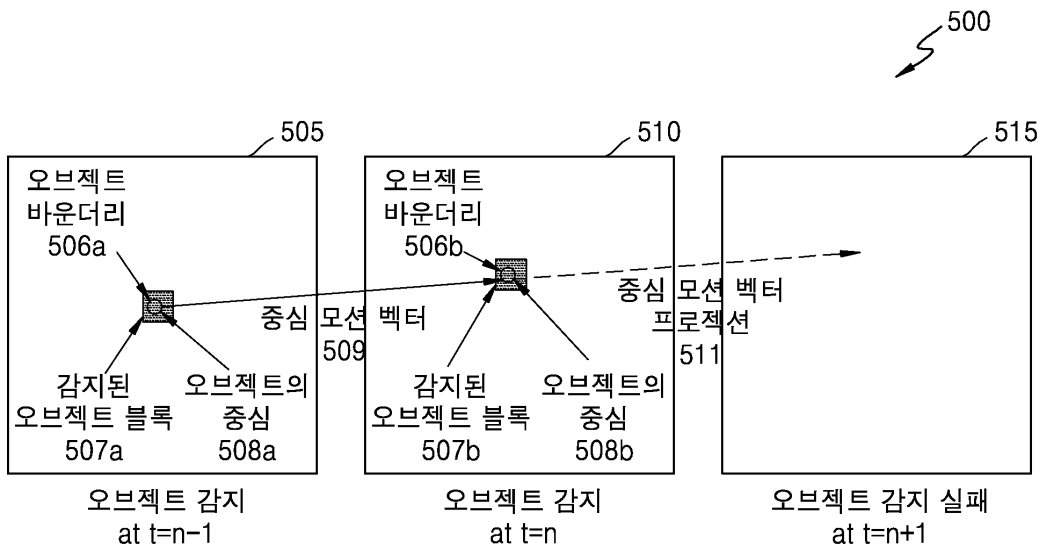 500
505
510
515
오브젝트
바운더리
506a
오브젝트
바운더리
506b
중심 모션 벡터
509
중심 모션 벡터
프로젝션
511
감지된
오브젝트 블록
507a
오브젝트의
중심
508a
감지된
오브젝트 블록
507b
오브젝트의
중심
508b
오브젝트 감지
at t=n-1
오브젝트 감지
at t=n
오브젝트 감지 실패
at t=n+1